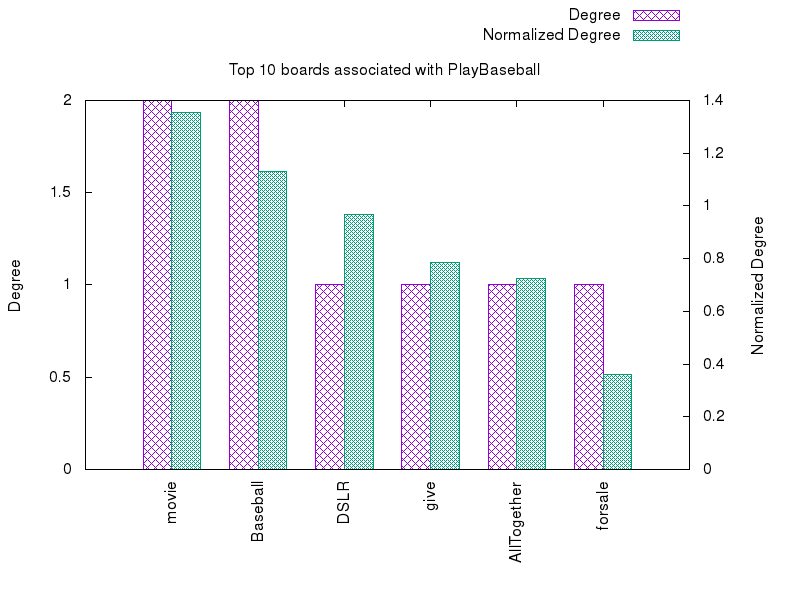 Degree
Normalized Degree
Top 10 boards associated with PlayBaseball
2
1.5
1
0.5
0
1.4
1.2
1
0.8
0.6
0.4
0.2
0
Degree
Normalized Degree
movie
Baseball
DSLR
give
AllTogether
forsale